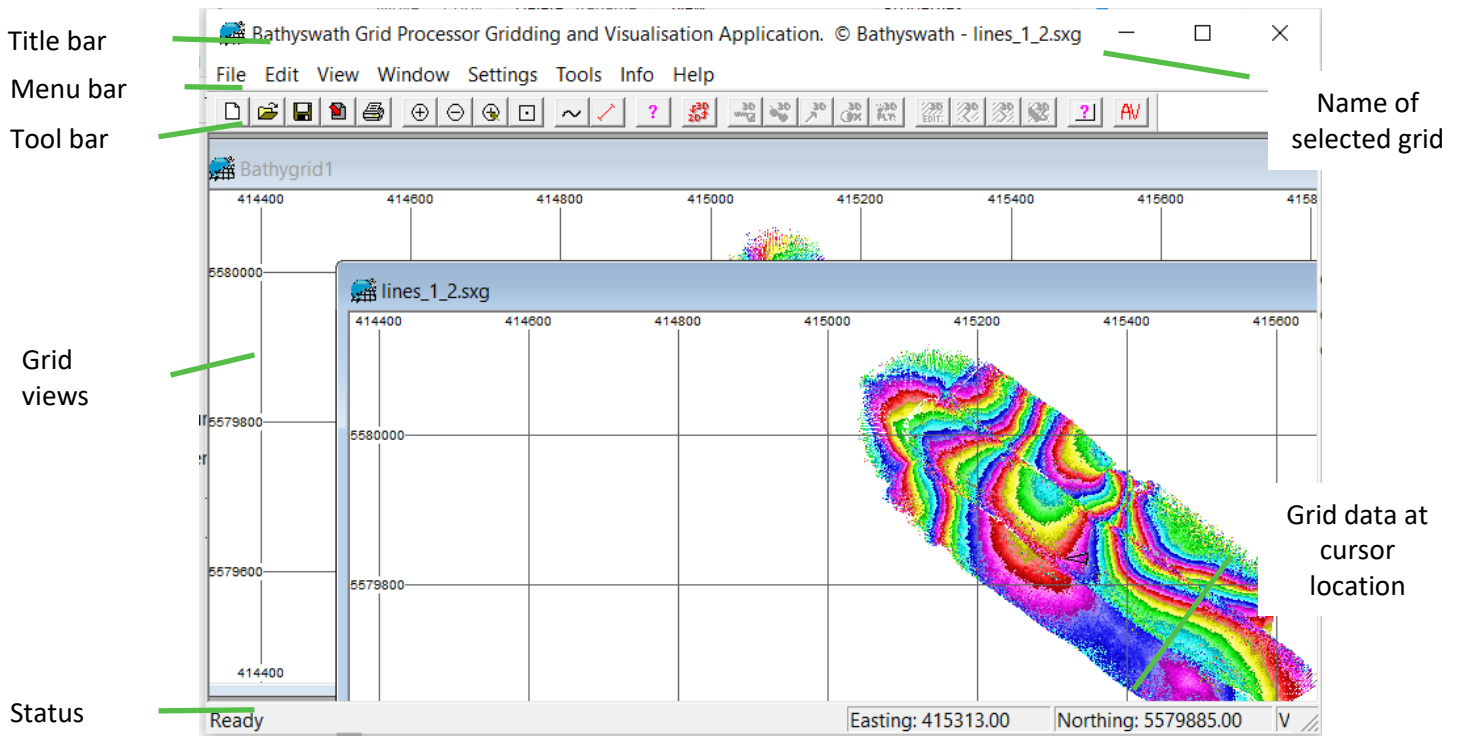 Title bar
Bathyswath Grid Processor Gridding and Visualisation Application. © Bathyswath - lines_1_2.sxg
Menu bar
File Edit View Window Settings Tools Info Help
Tool bar
Name of
selected grid
Bathygrid1
414400 414600 414800 415000 415200 415400 415600 4158
5580000
lines_1_2.sxg
414400 414600 414800 415000 415200 415400 415600
Grid
views
5579800
5580000
Grid data at
cursor
location
5579600
5579800
414400
Status
Ready
Easting: 415313.00 Northing: 5579885.00 V